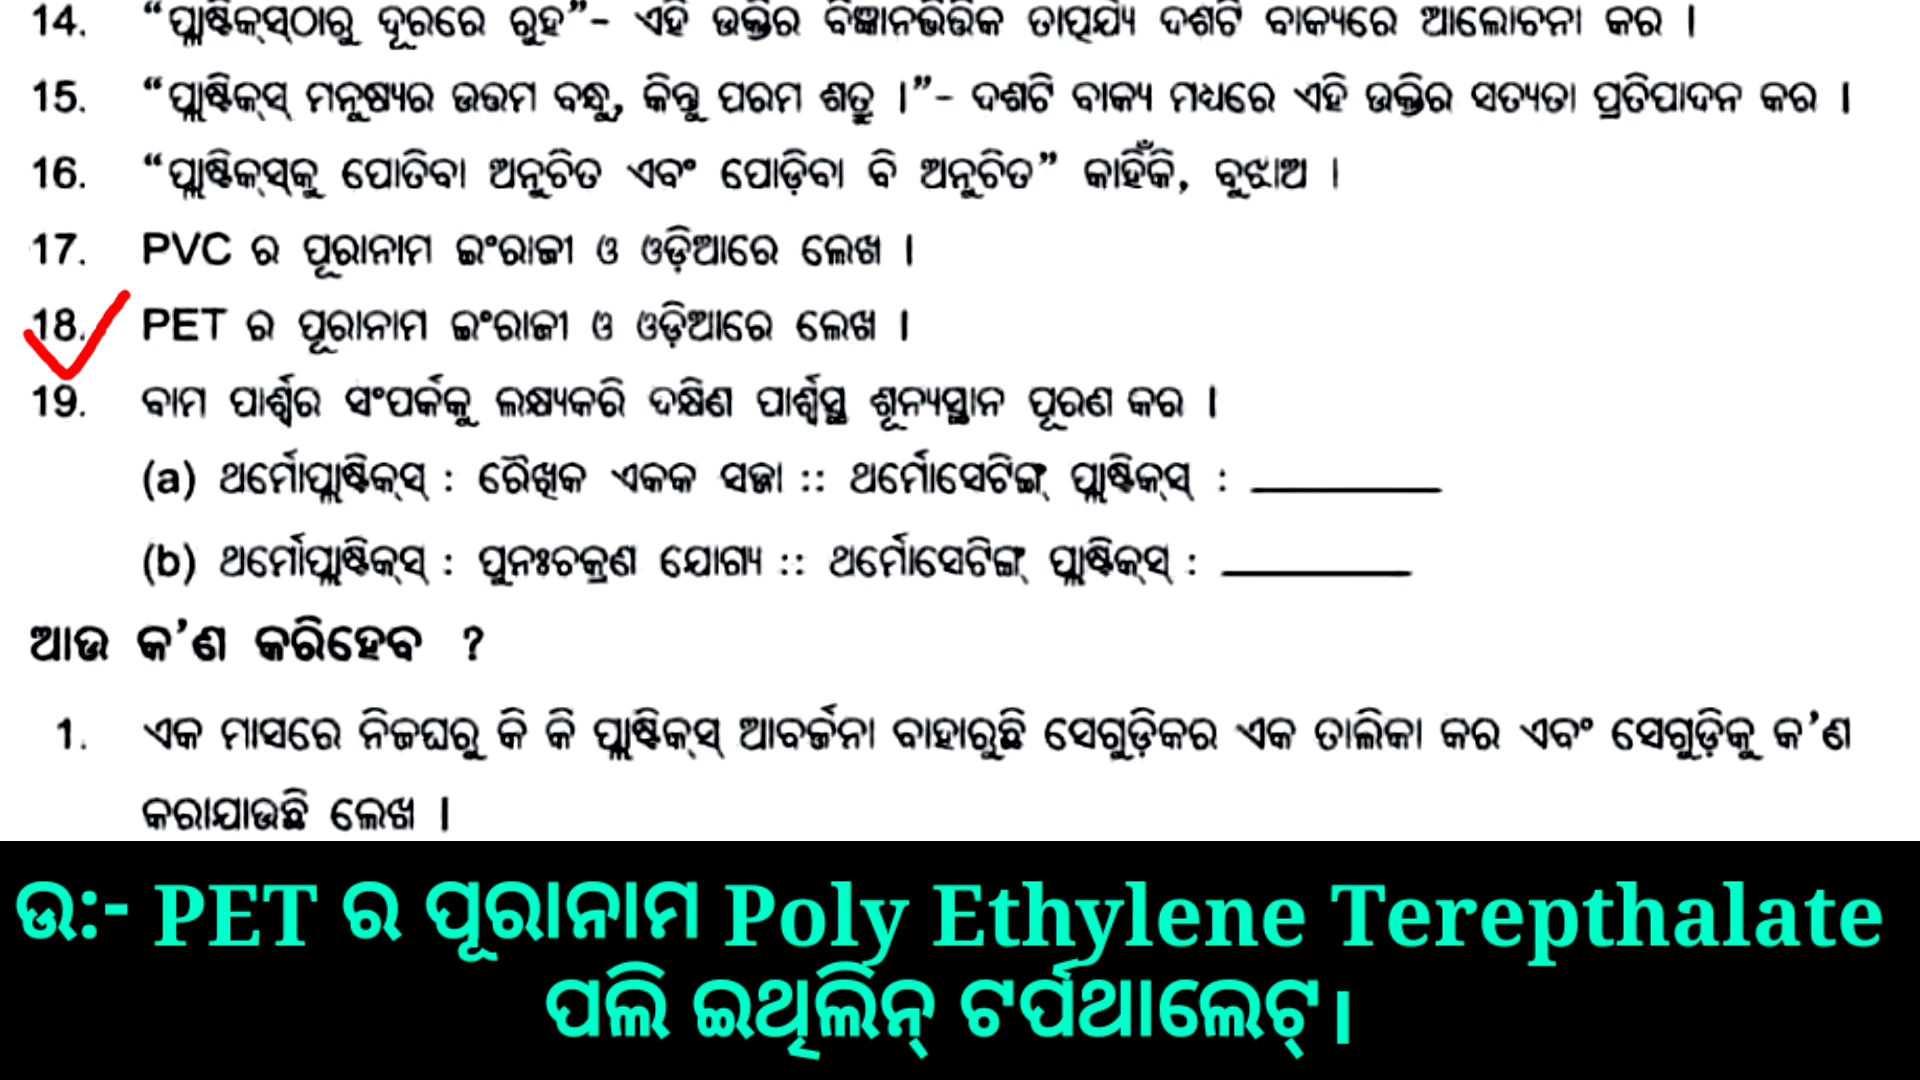 14. “ପ୍ଲାଷ୍ଟିକ୍‌ସ୍‌ଠାରୁ ଦୂରରେ ରୁହ”– ଏହି ଉକ୍ତିର ବିଜ୍ଞାନଭିତ୍ତିକ ତାତ୍ପର୍ଯ୍ୟ ଦଶଟି ବାକ୍ୟରେ ଆଲୋଚନା କର ।
15. “ପ୍ଲାଷ୍ଟିକ୍‌ସ୍ ମନୁଷ୍ୟର ଉତ୍ତମ ବନ୍ଧୁ, କିନ୍ତୁ ପରମ ଶତ୍ରୁ ।”– ଦଶଟି ବାକ୍ୟ ମଧ୍ୟରେ ଏହି ଉକ୍ତିର ସତ୍ୟତା ପ୍ରତିପାଦନ କର ।
16. “ପ୍ଲାଷ୍ଟିକ୍‌ସ୍‌କୁ ପୋତିବା ଅନୁଚିତ ଏବଂ ପୋଡ଼ିବା ବି ଅନୁଚିତ” କାହିଁକି, ବୁଝାଅ ।
17. PVC ର ପୂରାନାମ ଇଂରାଜୀ ଓ ଓଡ଼ିଆରେ ଲେଖ ।
18. PET ର ପୂରାନାମ ଇଂରାଜୀ ଓ ଓଡ଼ିଆରେ ଲେଖ ।
19. ବାମ ପାର୍ଶ୍ୱର ସଂପର୍କକୁ ଲକ୍ଷ୍ୟକରି ଦକ୍ଷିଣ ପାର୍ଶ୍ୱସ୍ଥ ଶୂନ୍ୟସ୍ଥାନ ପୂରଣ କର ।
(a) ଥର୍ମୋପ୍ଲାଷ୍ଟିକ୍‌ସ୍ : ରୈଖିକ ଏକକ ସଜ୍ଜା :: ଥର୍ମୋସେଟିଙ୍ଗ୍ ପ୍ଲାଷ୍ଟିକ୍‌ସ୍ : ________
(b) ଥର୍ମୋପ୍ଲାଷ୍ଟିକ୍‌ସ୍ : ପୁନଃଚକ୍ରଣ ଯୋଗ୍ୟ :: ଥର୍ମୋସେଟିଙ୍ଗ୍ ପ୍ଲାଷ୍ଟିକ୍‌ସ୍ : ________
ଆଉ କ’ଣ କରିହେବ ?
1. ଏକ ମାସରେ ନିଜଘରୁ କି କି ପ୍ଲାଷ୍ଟିକ୍‌ସ୍ ଆବର୍ଜନା ବାହାରୁଛି ସେଗୁଡ଼ିକର ଏକ ତାଲିକା କର ଏବଂ ସେଗୁଡ଼ିକୁ କ’ଣ
କରାଯାଉଛି ଲେଖ ।
ଉ:- PET ର ପୂରାନାମ Poly Ethylene Terepthalate
ପଲି ଇଥିଲିନ୍ ଟର୍ପଥାଲେଟ୍।